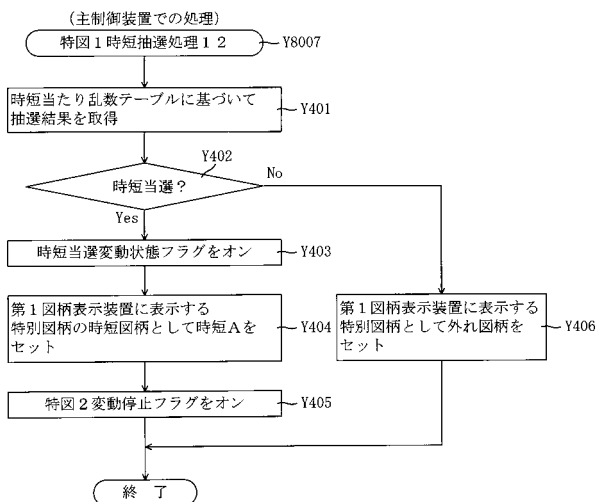 (主制御装置での処理)
特図1時短抽選処理12
Y8007
時短当たり乱数テーブルに基づいて
抽選結果を取得
Y401
Y402
時短当選?
No
Yes
時短当選変動状態フラグをオン
Y403
第1図柄表示装置に表示する
特別図柄の時短図柄として時短Aを
セット
Y404
第1図柄表示装置に表示する
特別図柄として外れ図柄を
セット
Y406
特図2変動停止フラグをオン
Y405
終 了